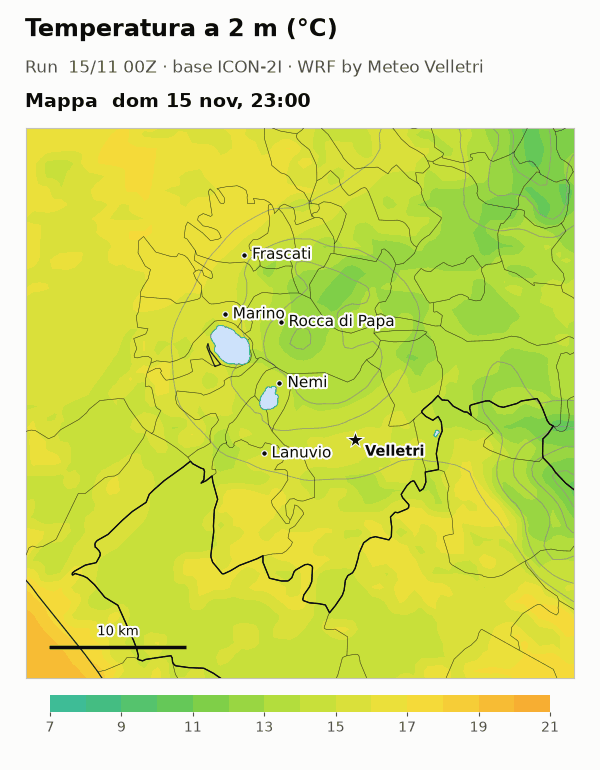 Temperatura a 2 m (°C)
Run 15/11 00Z · base ICON-2I · WRF by Meteo Velletri
Mappa dom 15 nov, 23:00
Frascati
Marino
Rocca di Papa
Nemi
Lanuvio
Velletri
10 km
7 9 11 13 15 17 19 21